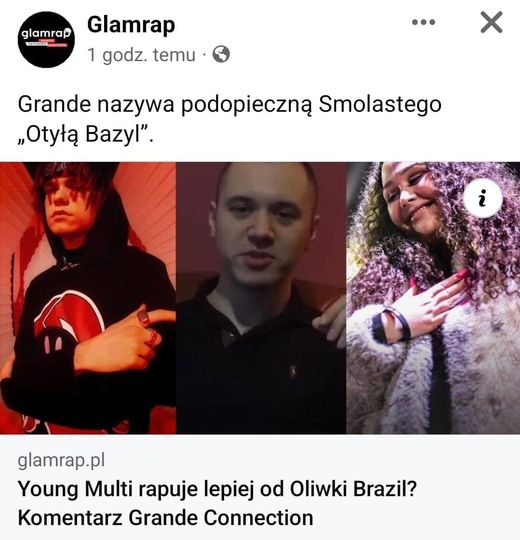 glamrap
Glamrap
1 godz. temu ·
Grande nazywa podopieczną Smolastego
„Otyłą Bazyl”.
i
glamrap.pl
Young Multi rapuje lepiej od Oliwki Brazil?
Komentarz Grande Connection